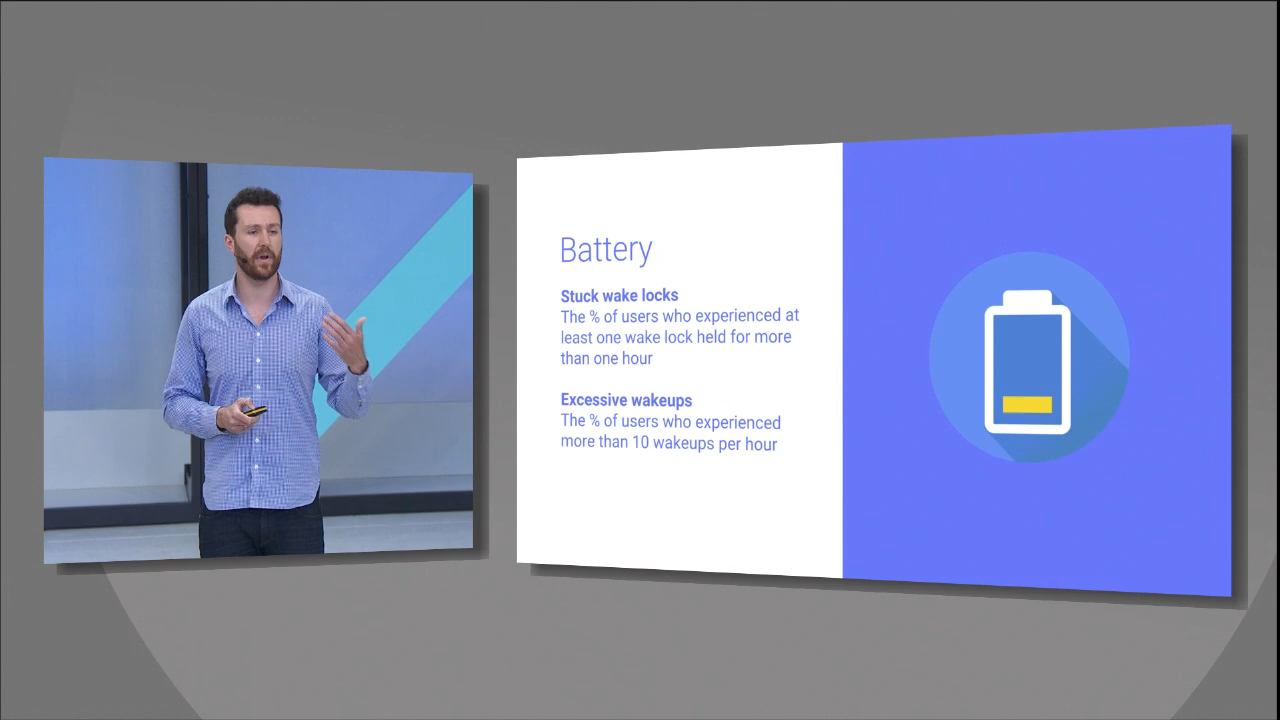 Battery
Stuck wake locks
The % of users who experienced at
least one wake lock held for more
than one hour
Excessive wakeups
The % of users who experienced
more than 10 wakeups per hour